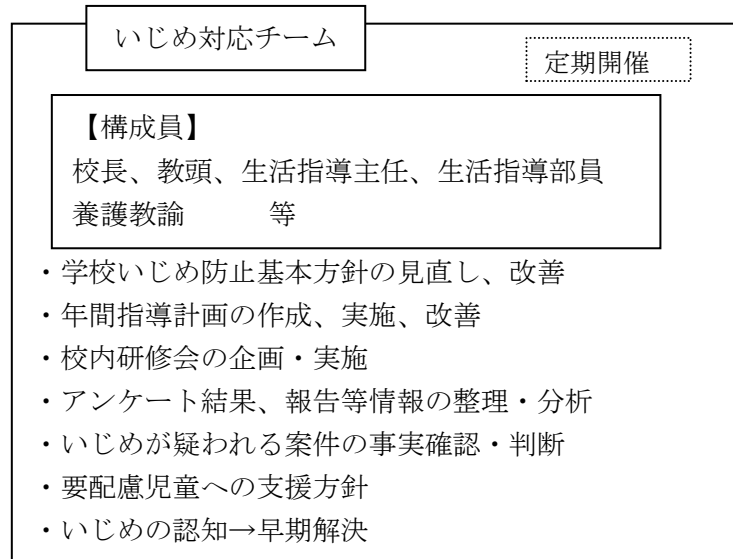 いじめ対応チーム
定期開催
【構成員】
校長、教頭、生活指導主任、生活指導部員
養護教諭　　　等
・学校いじめ防止基本方針の見直し、改善
・年間指導計画の作成、実施、改善
・校内研修会の企画・実施
・アンケート結果、報告等情報の整理・分析
・いじめが疑われる案件の事実確認・判断
・要配慮児童への支援方針
・いじめの認知→早期解決